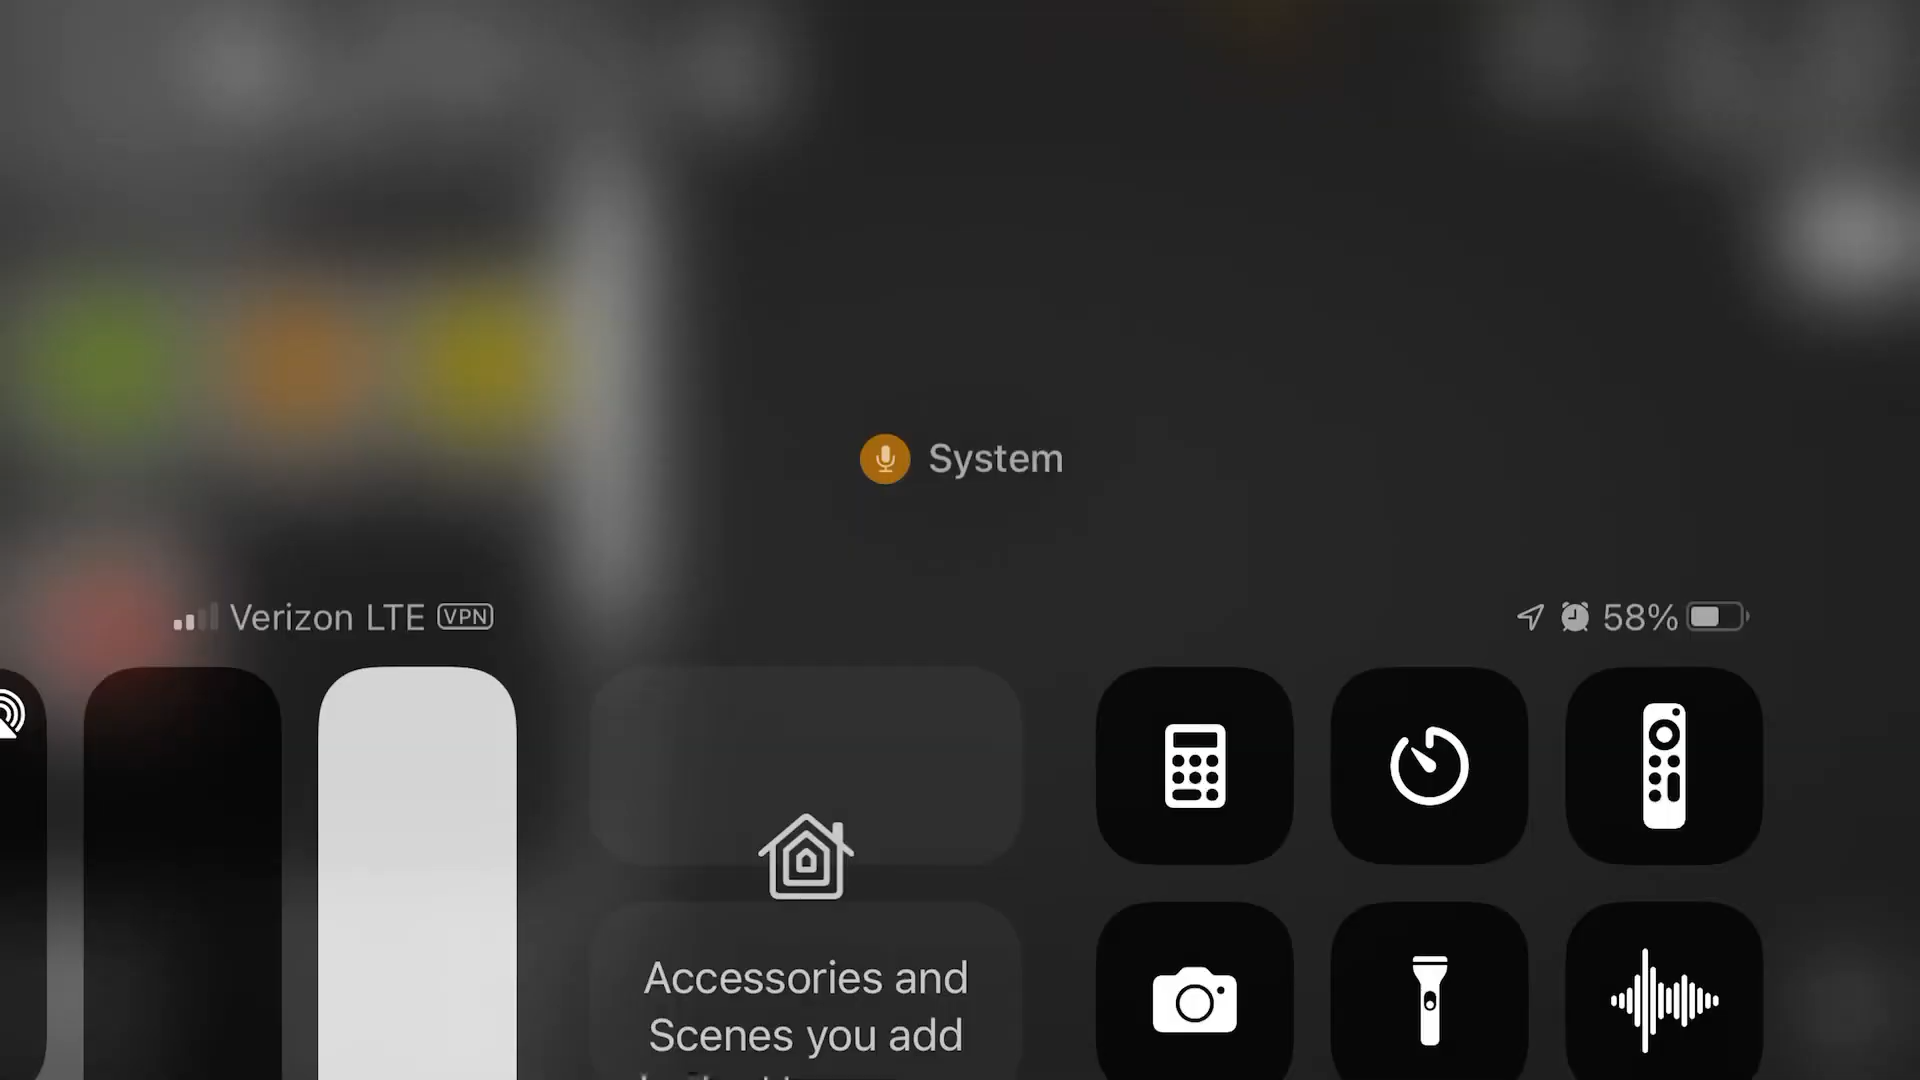 System
Verizon LTE VPN
58%
Accessories and
Scenes you add